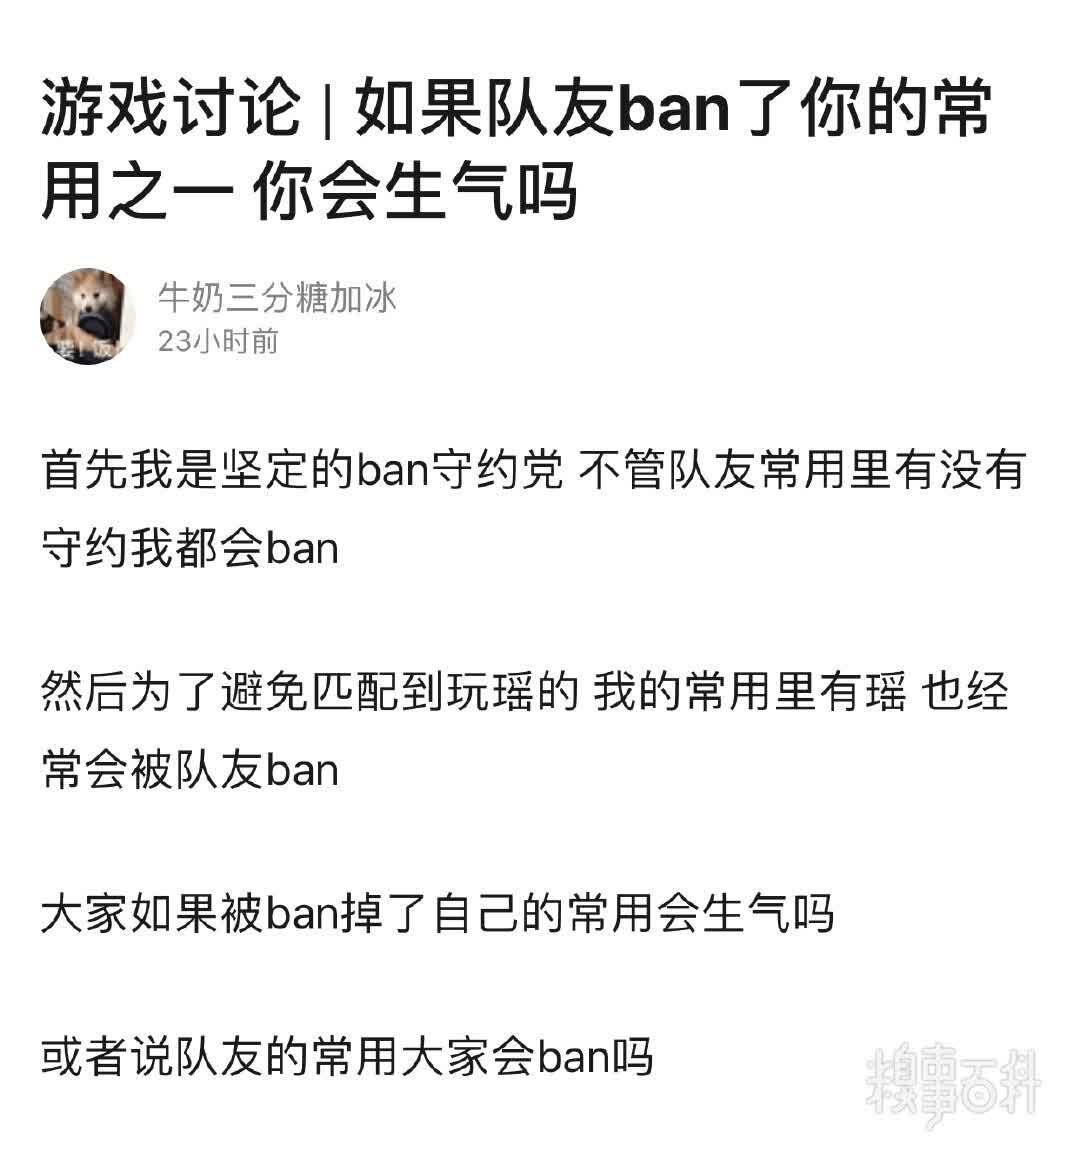 游戏讨论 | 如果队友ban了你的常
用之一 你会生气吗
牛奶三分糖加冰
23小时前
装!饭!
首先我是坚定的ban守约党 不管队友常用里有没有
守约我都会ban
然后为了避免匹配到玩瑶的 我的常用里有瑶 也经
常会被队友ban
大家如果被ban掉了自己的常用会生气吗
或者说队友的常用大家会ban吗
糗事百科